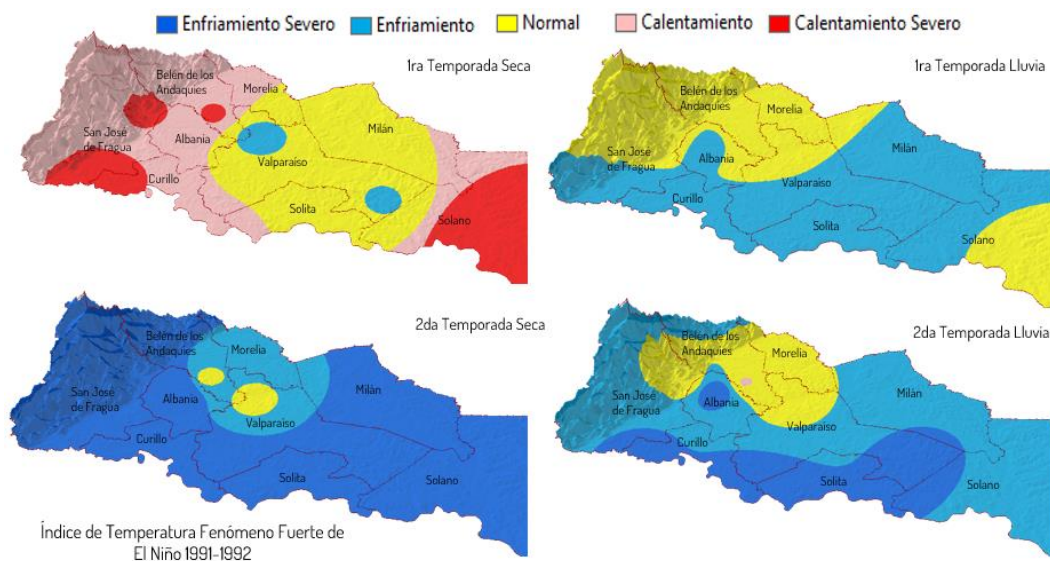 Enfriamiento Severo Enfriamiento Normal Calentamiento Calentamiento Severo
1ra Temporada Seca
Belén de los
Andaquies
Morelia
San José
de Fragua
Albania
Milán
Valparaíso
Curillo
Solita
Solano
1ra Temporada Lluvia
Belén de los
Andaquies
Morelia
San José
de Fragua
Albania
Milán
Valparaíso
Curillo
Solita
Solano
2da Temporada Seca
Belén de los
Andaquies
Morelia
San José
de Fragua
Albania
Milán
Valparaíso
Curillo
Solita
Solano
2da Temporada Lluvia
Belén de los
Andaquies
Morelia
San José
de Fragua
Albania
Milán
Valparaíso
Curillo
Solita
Solano
Índice de Temperatura Fenómeno Fuerte de
El Niño 1991-1992